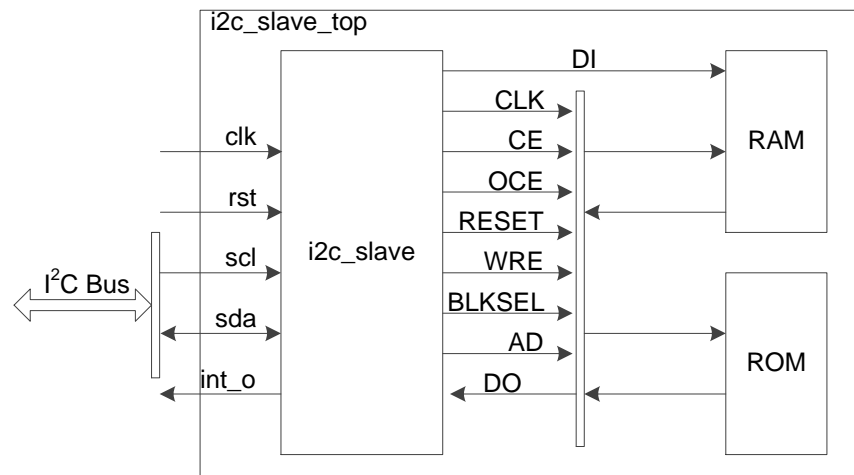 i2c_slave_top
DI
CLK
RAM
clk
CE
OCE
rst
RESET
i2c_slave
scl
WRE
I²C Bus
BLKSEL
sda
AD
ROM
int_o
DO